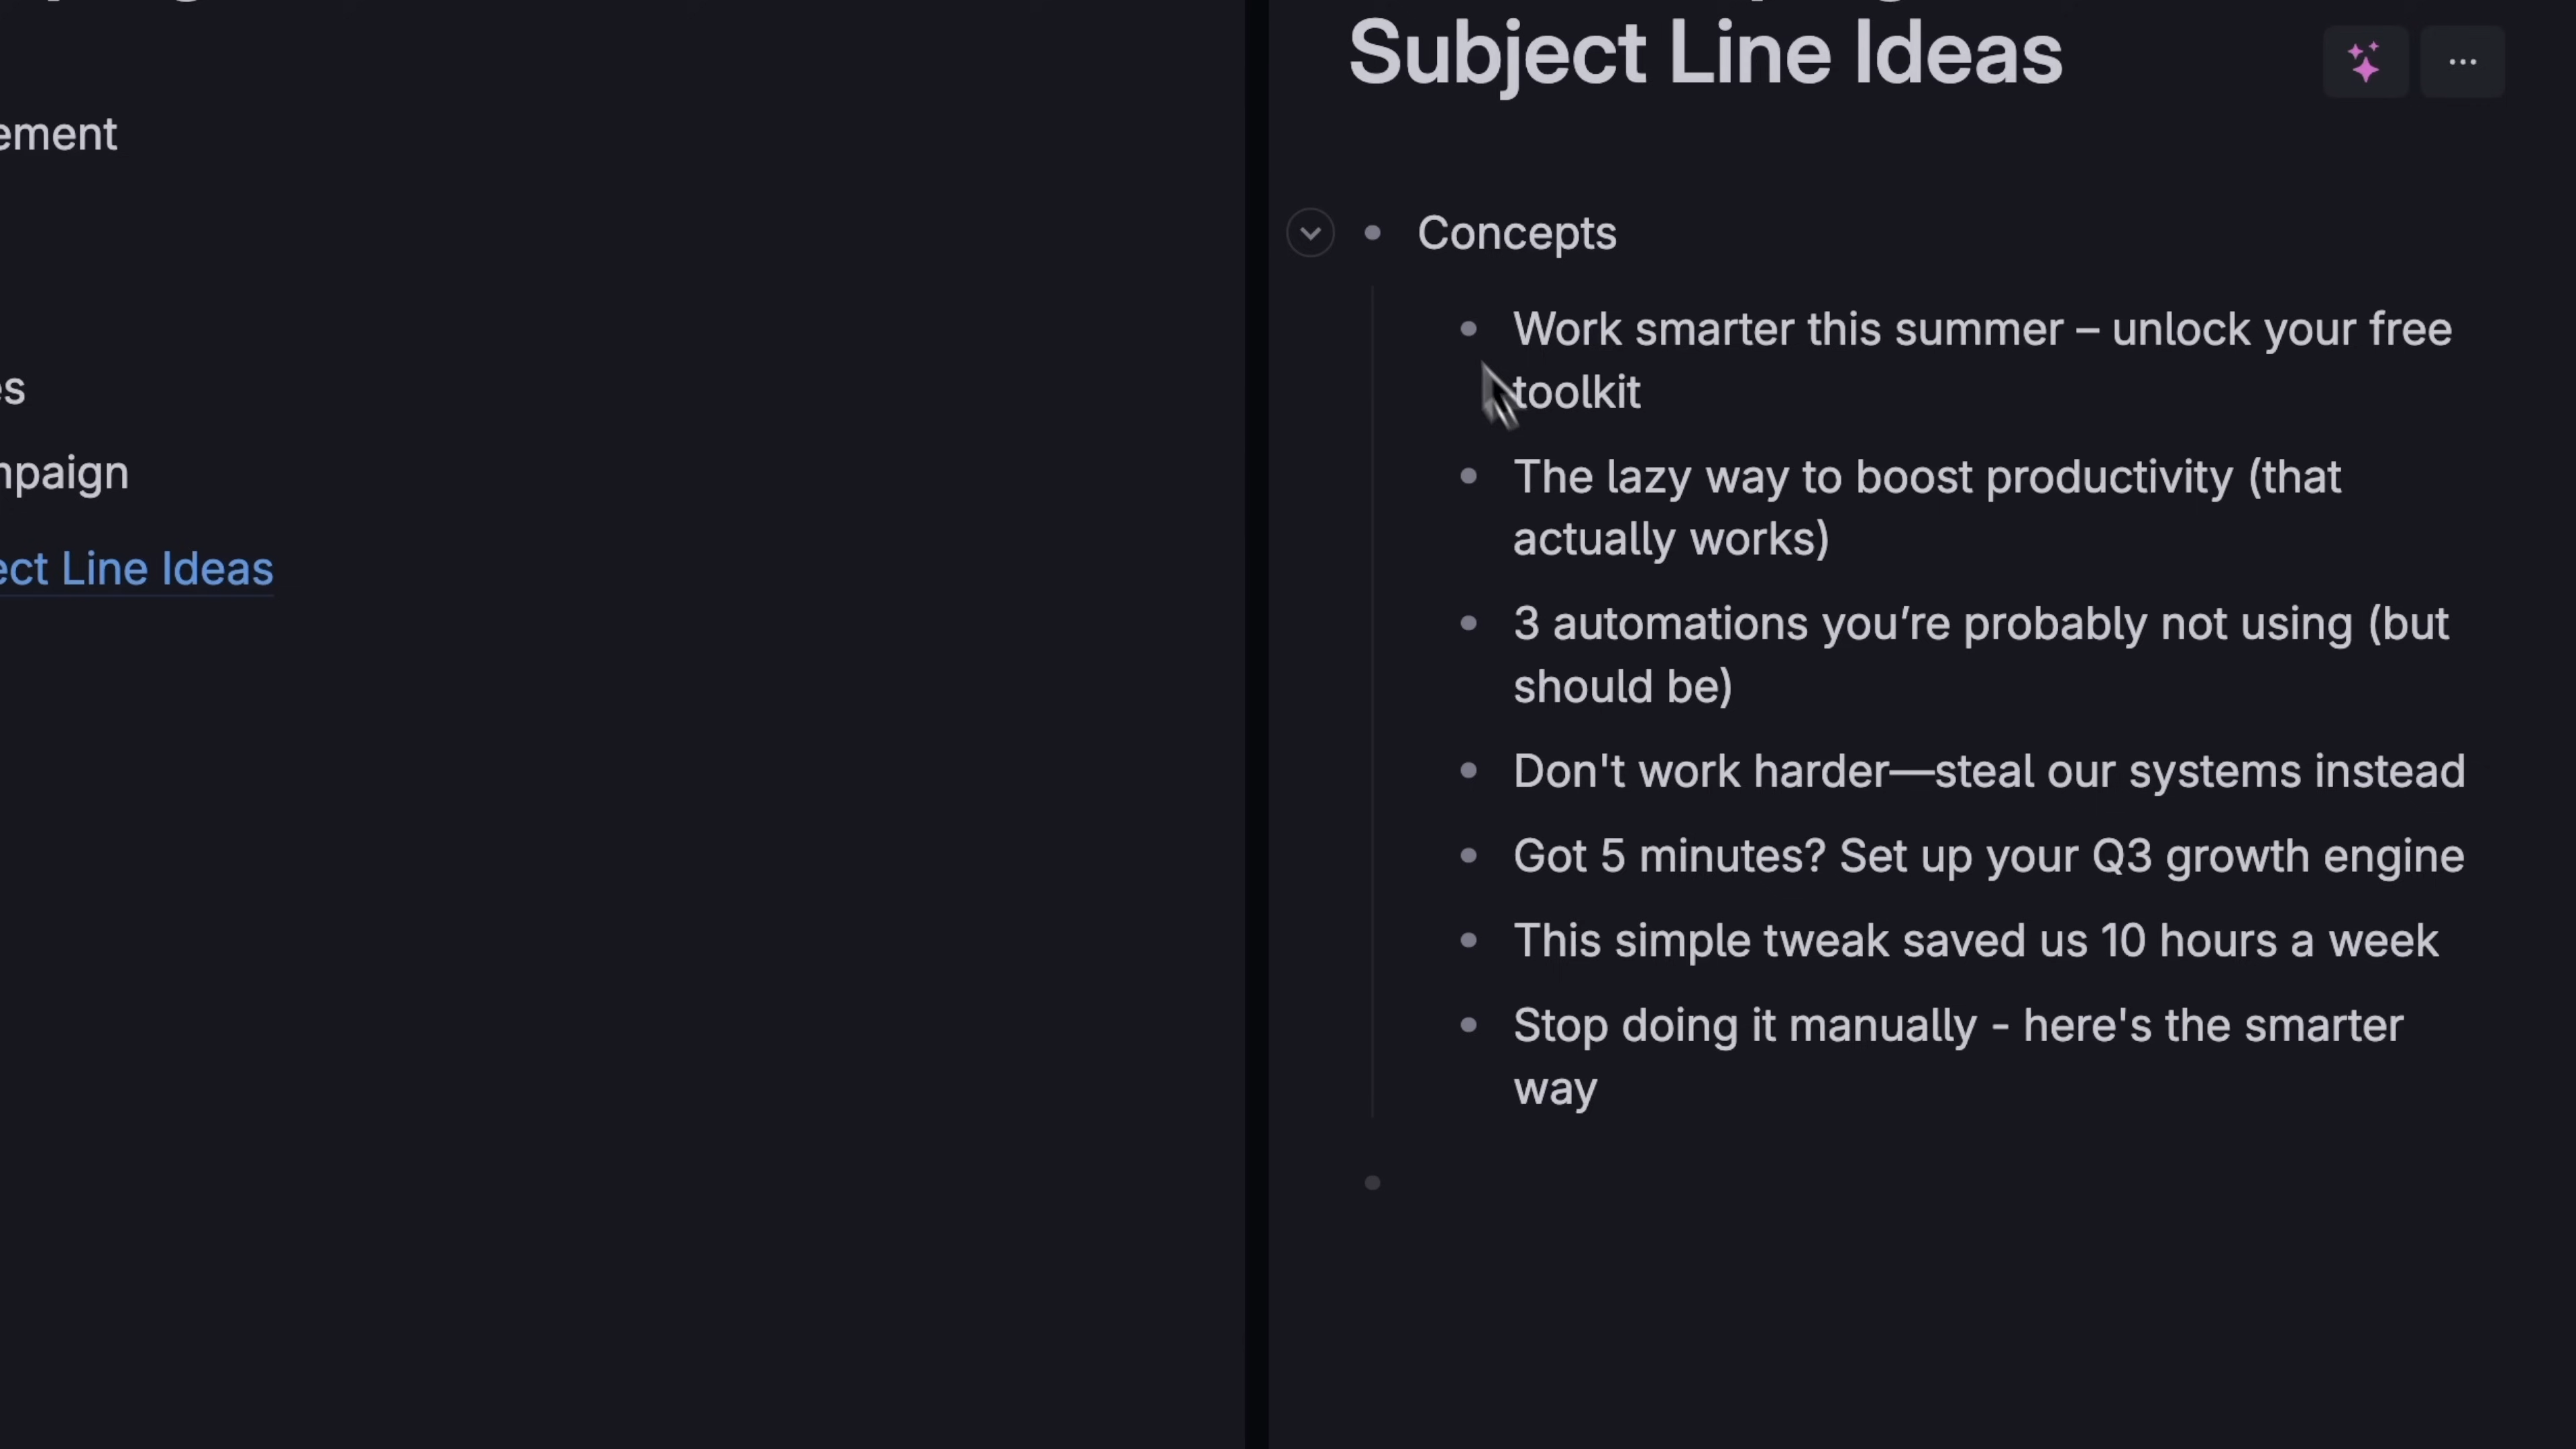 Subject Line Ideas
ement
es
mpaign
ect Line Ideas
Concepts
Work smarter this summer – unlock your free
toolkit
The lazy way to boost productivity (that
actually works)
3 automations you’re probably not using (but
should be)
Don't work harder—steal our systems instead
Got 5 minutes? Set up your Q3 growth engine
This simple tweak saved us 10 hours a week
Stop doing it manually - here's the smarter
way